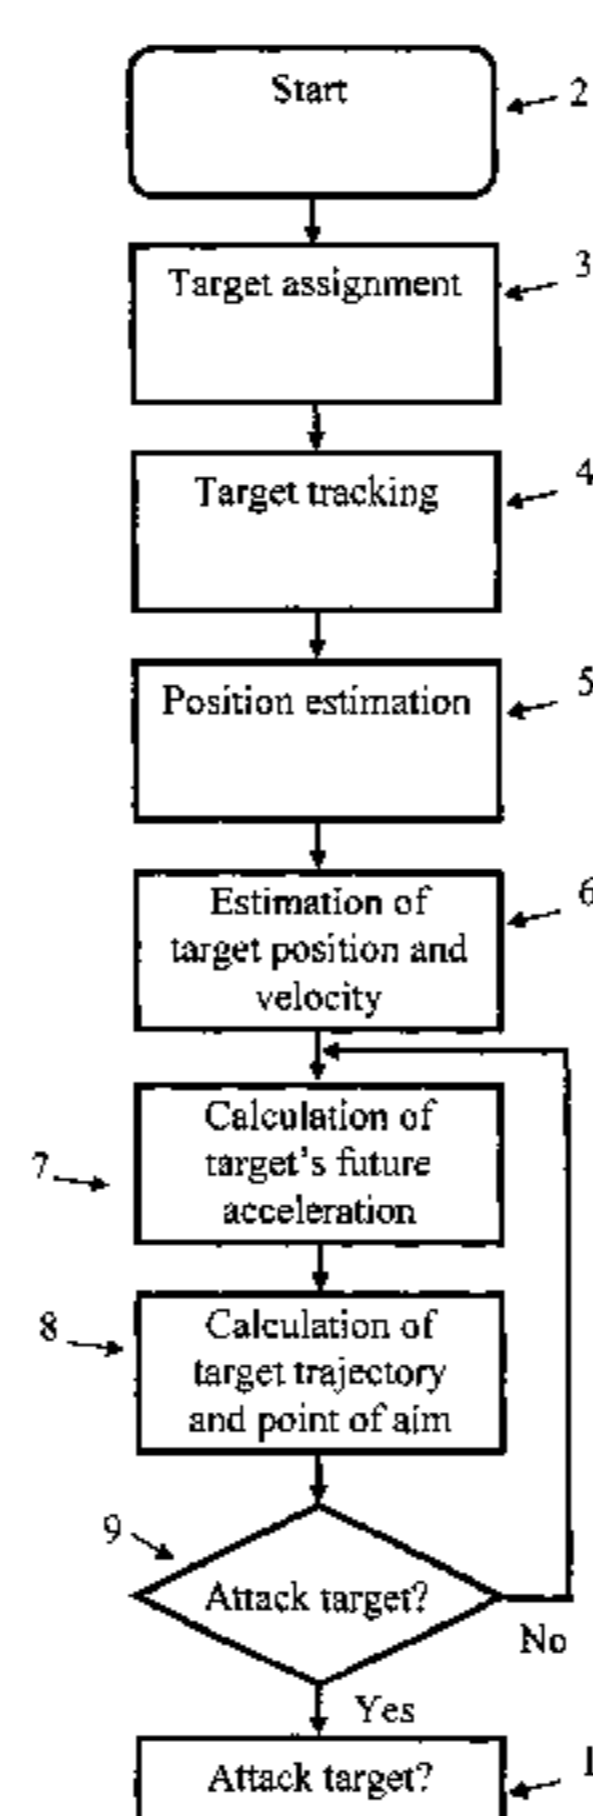 Start
2
Target assignment
3
Target tracking
4
Position estimation
5
Estimation of
target position and
velocity
6
Calculation of
target's future
acceleration
7
Calculation of
target trajectory
and point of aim
8
Attack target?
9
No
Yes
Attack target?